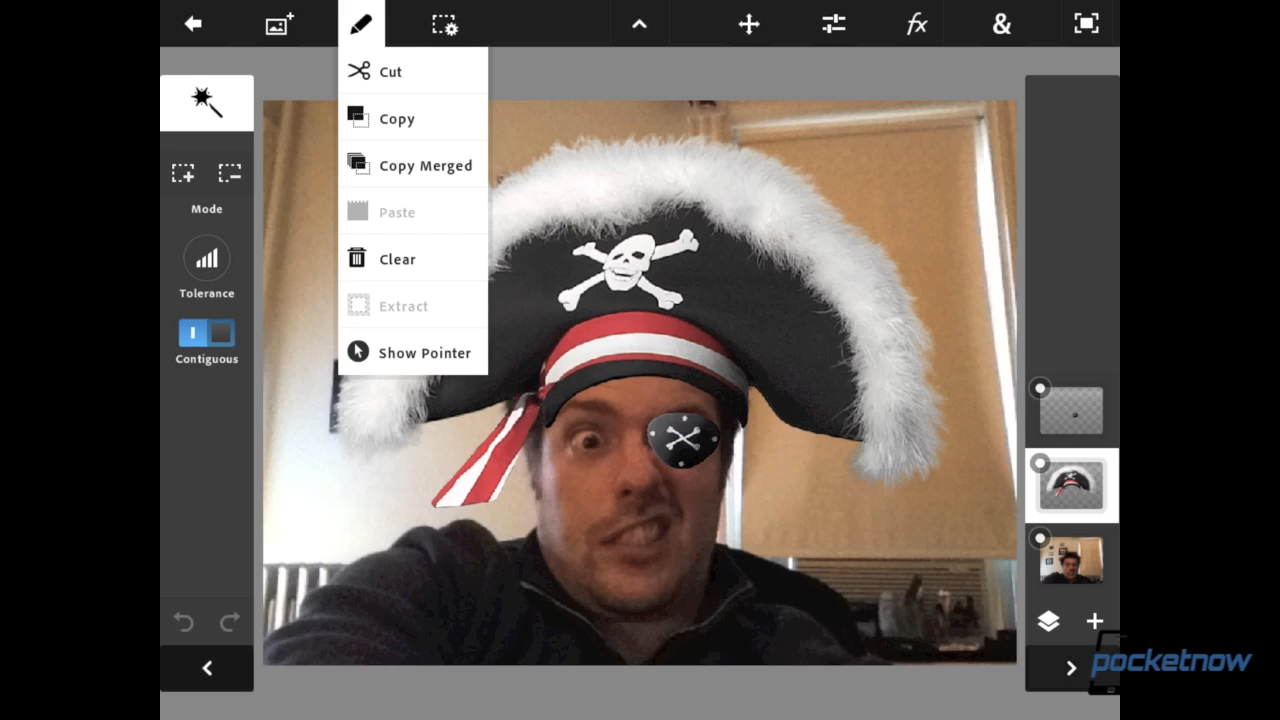 fx
&
Cut
Copy
Copy Merged
Paste
Clear
Extract
Show Pointer
Mode
Tolerance
Contiguous
pocketnow